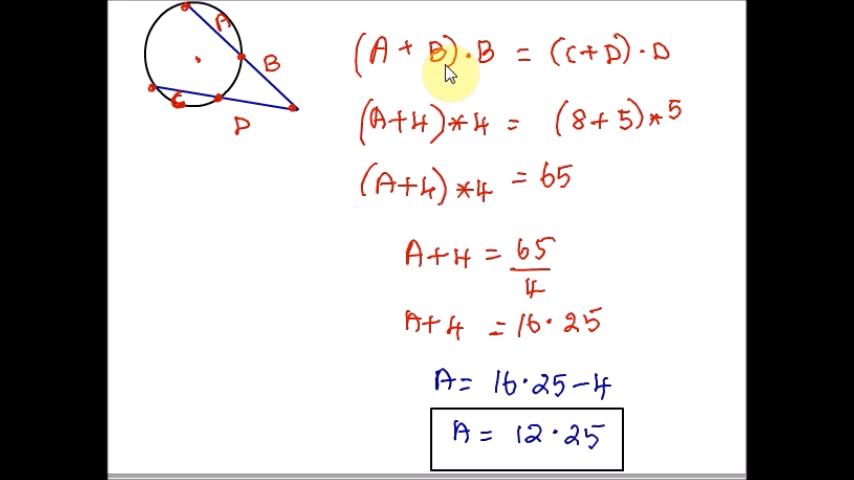 A
B
C
D
(A + B) · B = (C + D) · D
(A+4)*4 = (8+5)*5
(A+4)*4 = 65
A+4 = 65/4
A+4 = 16·25
A= 16·25-4
A = 12·25